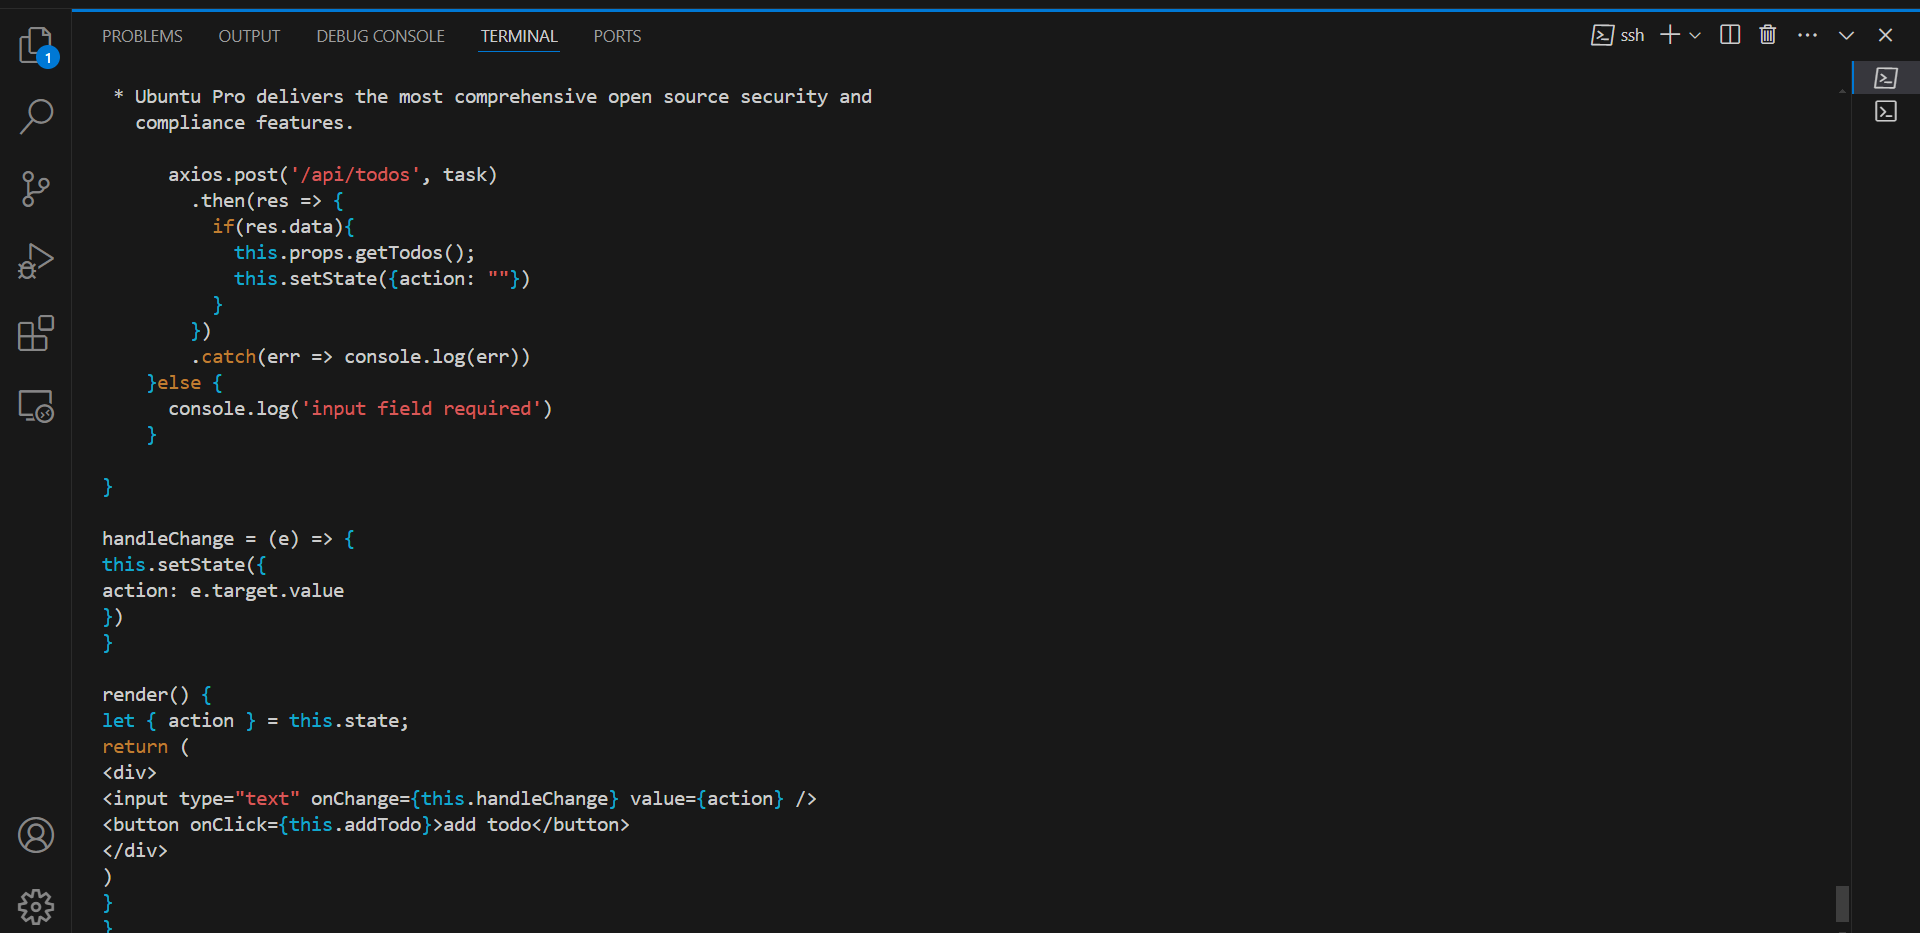 PROBLEMS OUTPUT DEBUG CONSOLE TERMINAL PORTS ssh
1
* Ubuntu Pro delivers the most comprehensive open source security and
compliance features.
axios.post('/api/todos', task)
.then(res => {
if(res.data){
this.props.getTodos();
this.setState({action: ""})
}
})
.catch(err => console.log(err))
}else {
console.log('input field required')
}
}
handleChange = (e) => {
this.setState({
action: e.target.value
})
}
render() {
let { action } = this.state;
return (
<div>
<input type="text" onChange={this.handleChange} value={action} />
<button onClick={this.addTodo}>add todo</button>
</div>
)
}
}